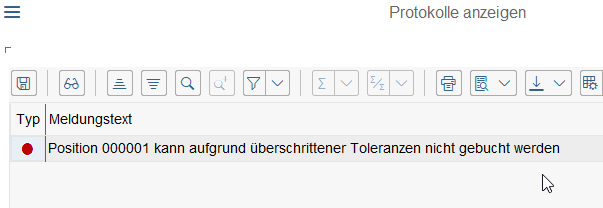 Protokolle anzeigen
Typ Meldungstext
Position 000001 kann aufgrund überschrittener Toleranzen nicht gebucht werden